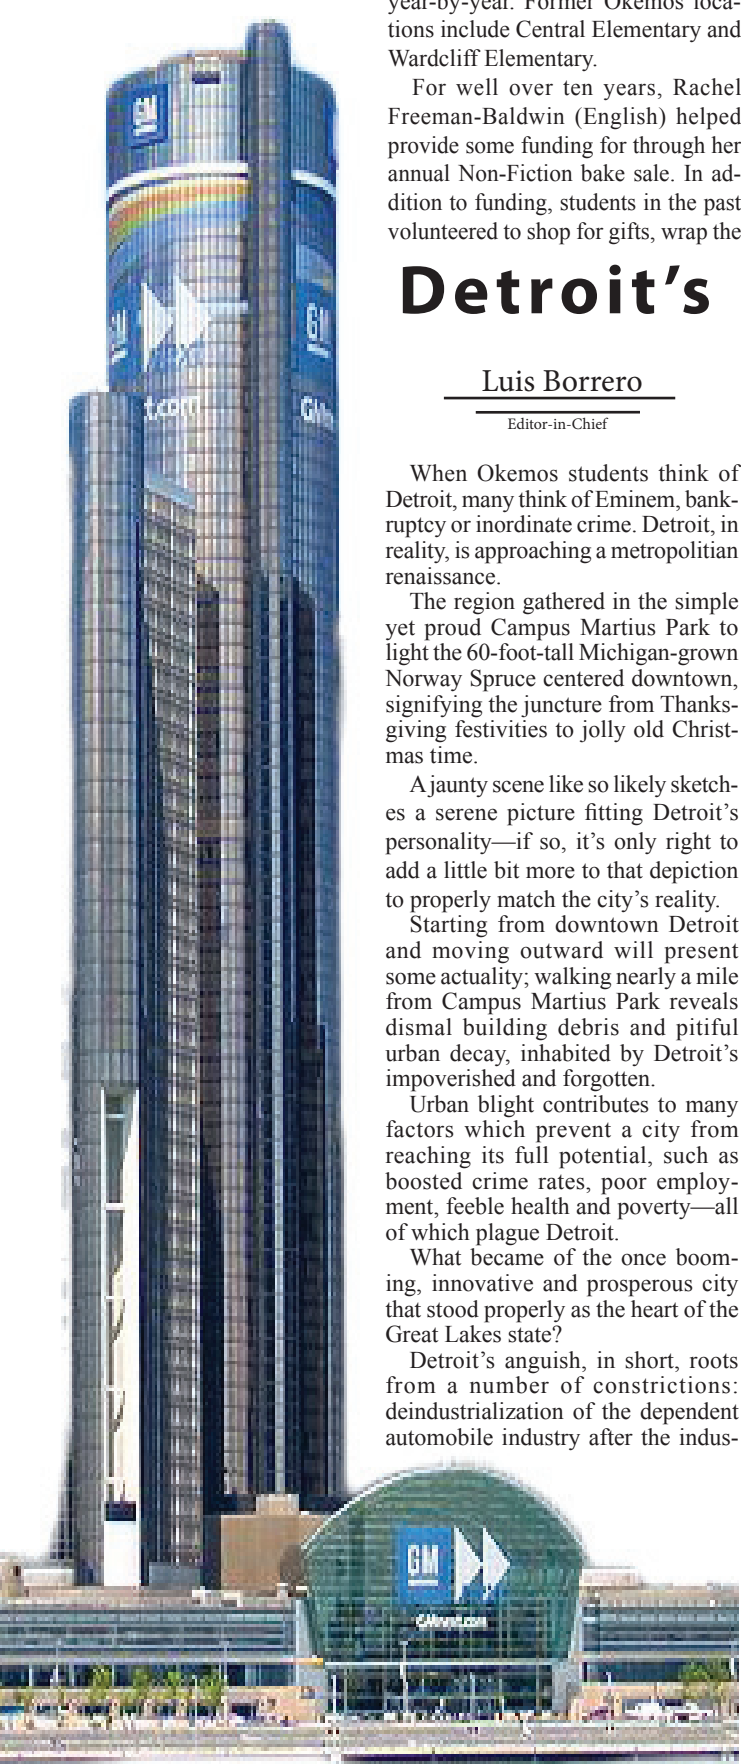 year-by-year. Former Okemos loca-
tions include Central Elementary and
Wardcliff Elementary.
For well over ten years, Rachel
Freeman-Baldwin (English) helped
provide some funding for through her
annual Non-Fiction bake sale. In ad-
dition to funding, students in the past
volunteered to shop for gifts, wrap the
Detroit’s
Luis Borrero
Editor-in-Chief
When Okemos students think of
Detroit, many think of Eminem, bank-
ruptcy or inordinate crime. Detroit, in
reality, is approaching a metropolitian
renaissance.
The region gathered in the simple
yet proud Campus Martius Park to
light the 60-foot-tall Michigan-grown
Norway Spruce centered downtown,
signifying the juncture from Thanks-
giving festivities to jolly old Christ-
mas time.
A jaunty scene like so likely sketch-
es a serene picture fitting Detroit’s
personality—if so, it’s only right to
add a little bit more to that depiction
to properly match the city’s reality.
Starting from downtown Detroit
and moving outward will present
some actuality; walking nearly a mile
from Campus Martius Park reveals
dismal building debris and pitiful
urban decay, inhabited by Detroit’s
impoverished and forgotten.
Urban blight contributes to many
factors which prevent a city from
reaching its full potential, such as
boosted crime rates, poor employ-
ment, feeble health and poverty—all
of which plague Detroit.
What became of the once boom-
ing, innovative and prosperous city
that stood properly as the heart of the
Great Lakes state?
Detroit’s anguish, in short, roots
from a number of constrictions:
deindustrialization of the dependent
automobile industry after the indus-
GM
GM
GM
t.com
GM